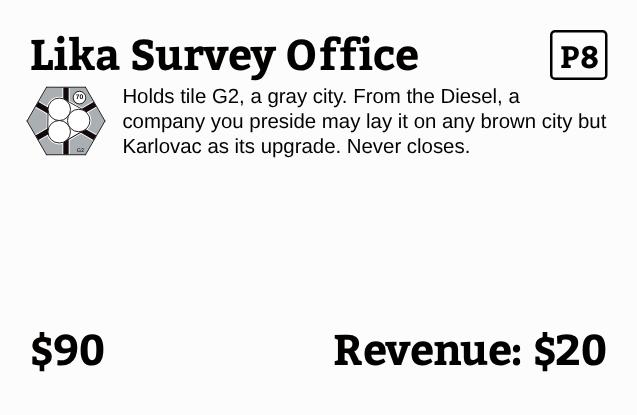 Lika Survey Office
P8
70
G2
Holds tile G2, a gray city. From the Diesel, a
company you preside may lay it on any brown city but
Karlovac as its upgrade. Never closes.
$90
Revenue: $20